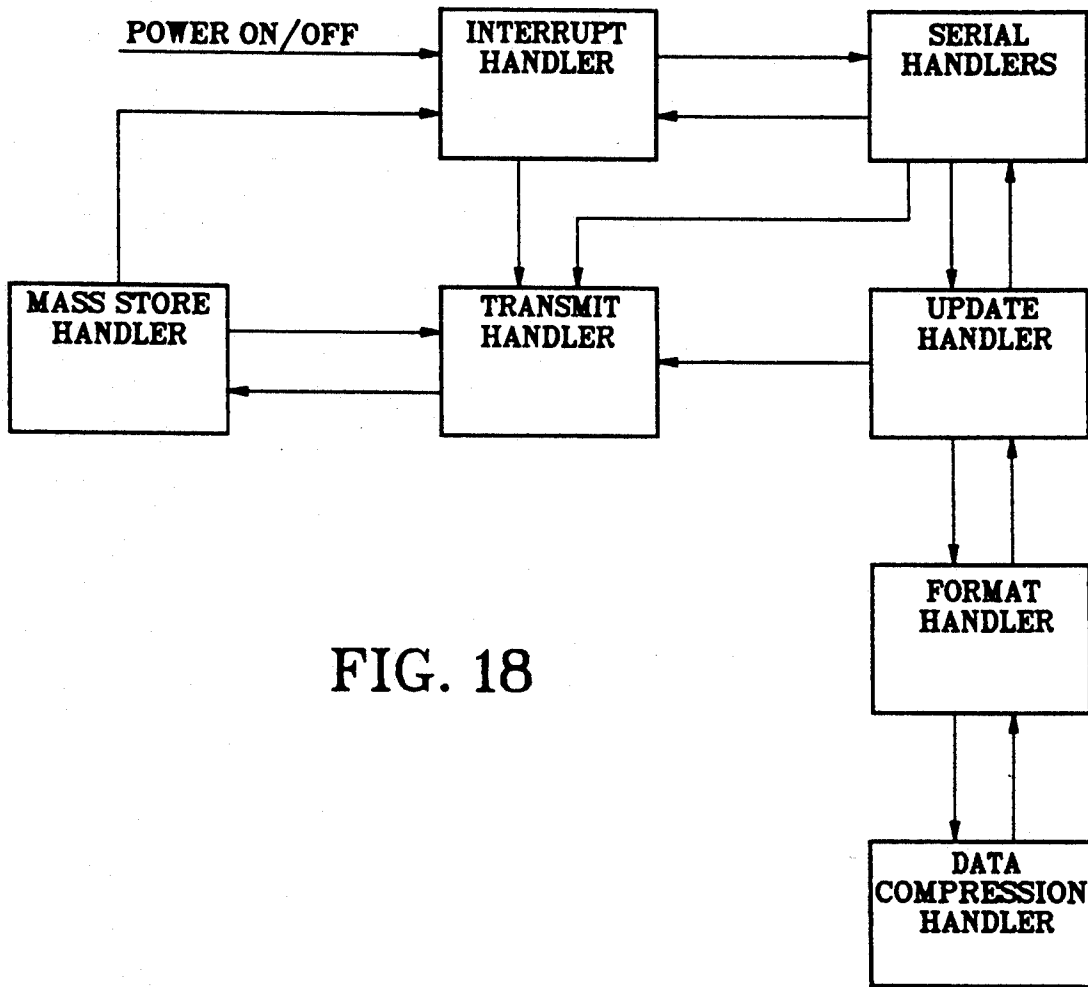 POWER ON/OFF
INTERRUPT
HANDLER
SERIAL
HANDLERS
MASS STORE
HANDLER
TRANSMIT
HANDLER
UPDATE
HANDLER
FORMAT
HANDLER
FIG. 18
DATA
COMPRESSION
HANDLER